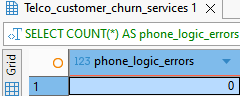 Telco_customer_churn_services 1
SELECT COUNT(*) AS phone_logic_errors
Grid
123 phone_logic_errors
1 0